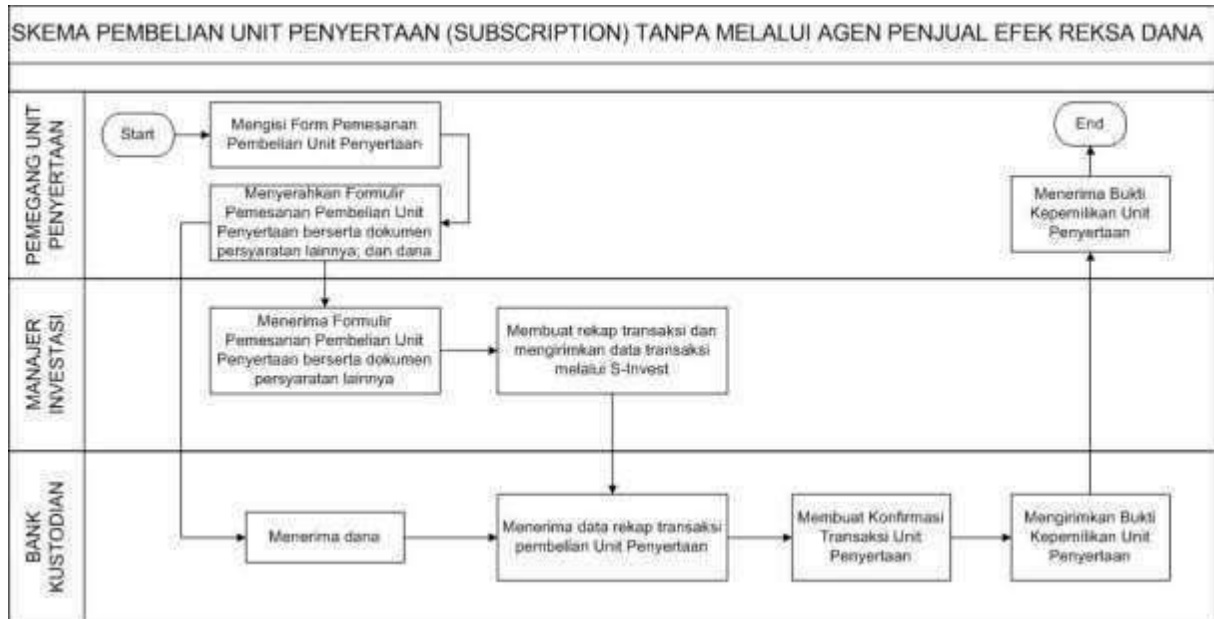 SKEMA PEMBELIAN UNIT PENYERTAAN (SUBSCRIPTION) TANPA MELALUI AGEN PENJUAL EFEK REKSA DANA
PEMEGANG UNIT
PENYERTAAN
Start
Mengisi Form Pemesanan
Pembelian Unit Penyertaan
Menyerahkan Formulir
Pemesanan Pembelian Unit
Penyertaan berserta dokumen
persyaratan lainnya; dan dana
End
Menerima Bukti
Kepemilikan Unit
Penyertaan
MANAJER
INVESTASI
Menerima Formulir
Pemesanan Pembelian Unit
Penyertaan berserta dokumen
persyaratan lainnya
Membuat rekap transaksi dan
mengirimkan data transaksi
melalui S-Invest
BANK
KUSTODIAN
Menerima dana
Menerima data rekap transaksi
pembelian Unit Penyertaan
Membuat Konfirmasi
Transaksi Unit
Penyertaan
Mengirimkan Bukti
Kepemilikan Unit
Penyertaan